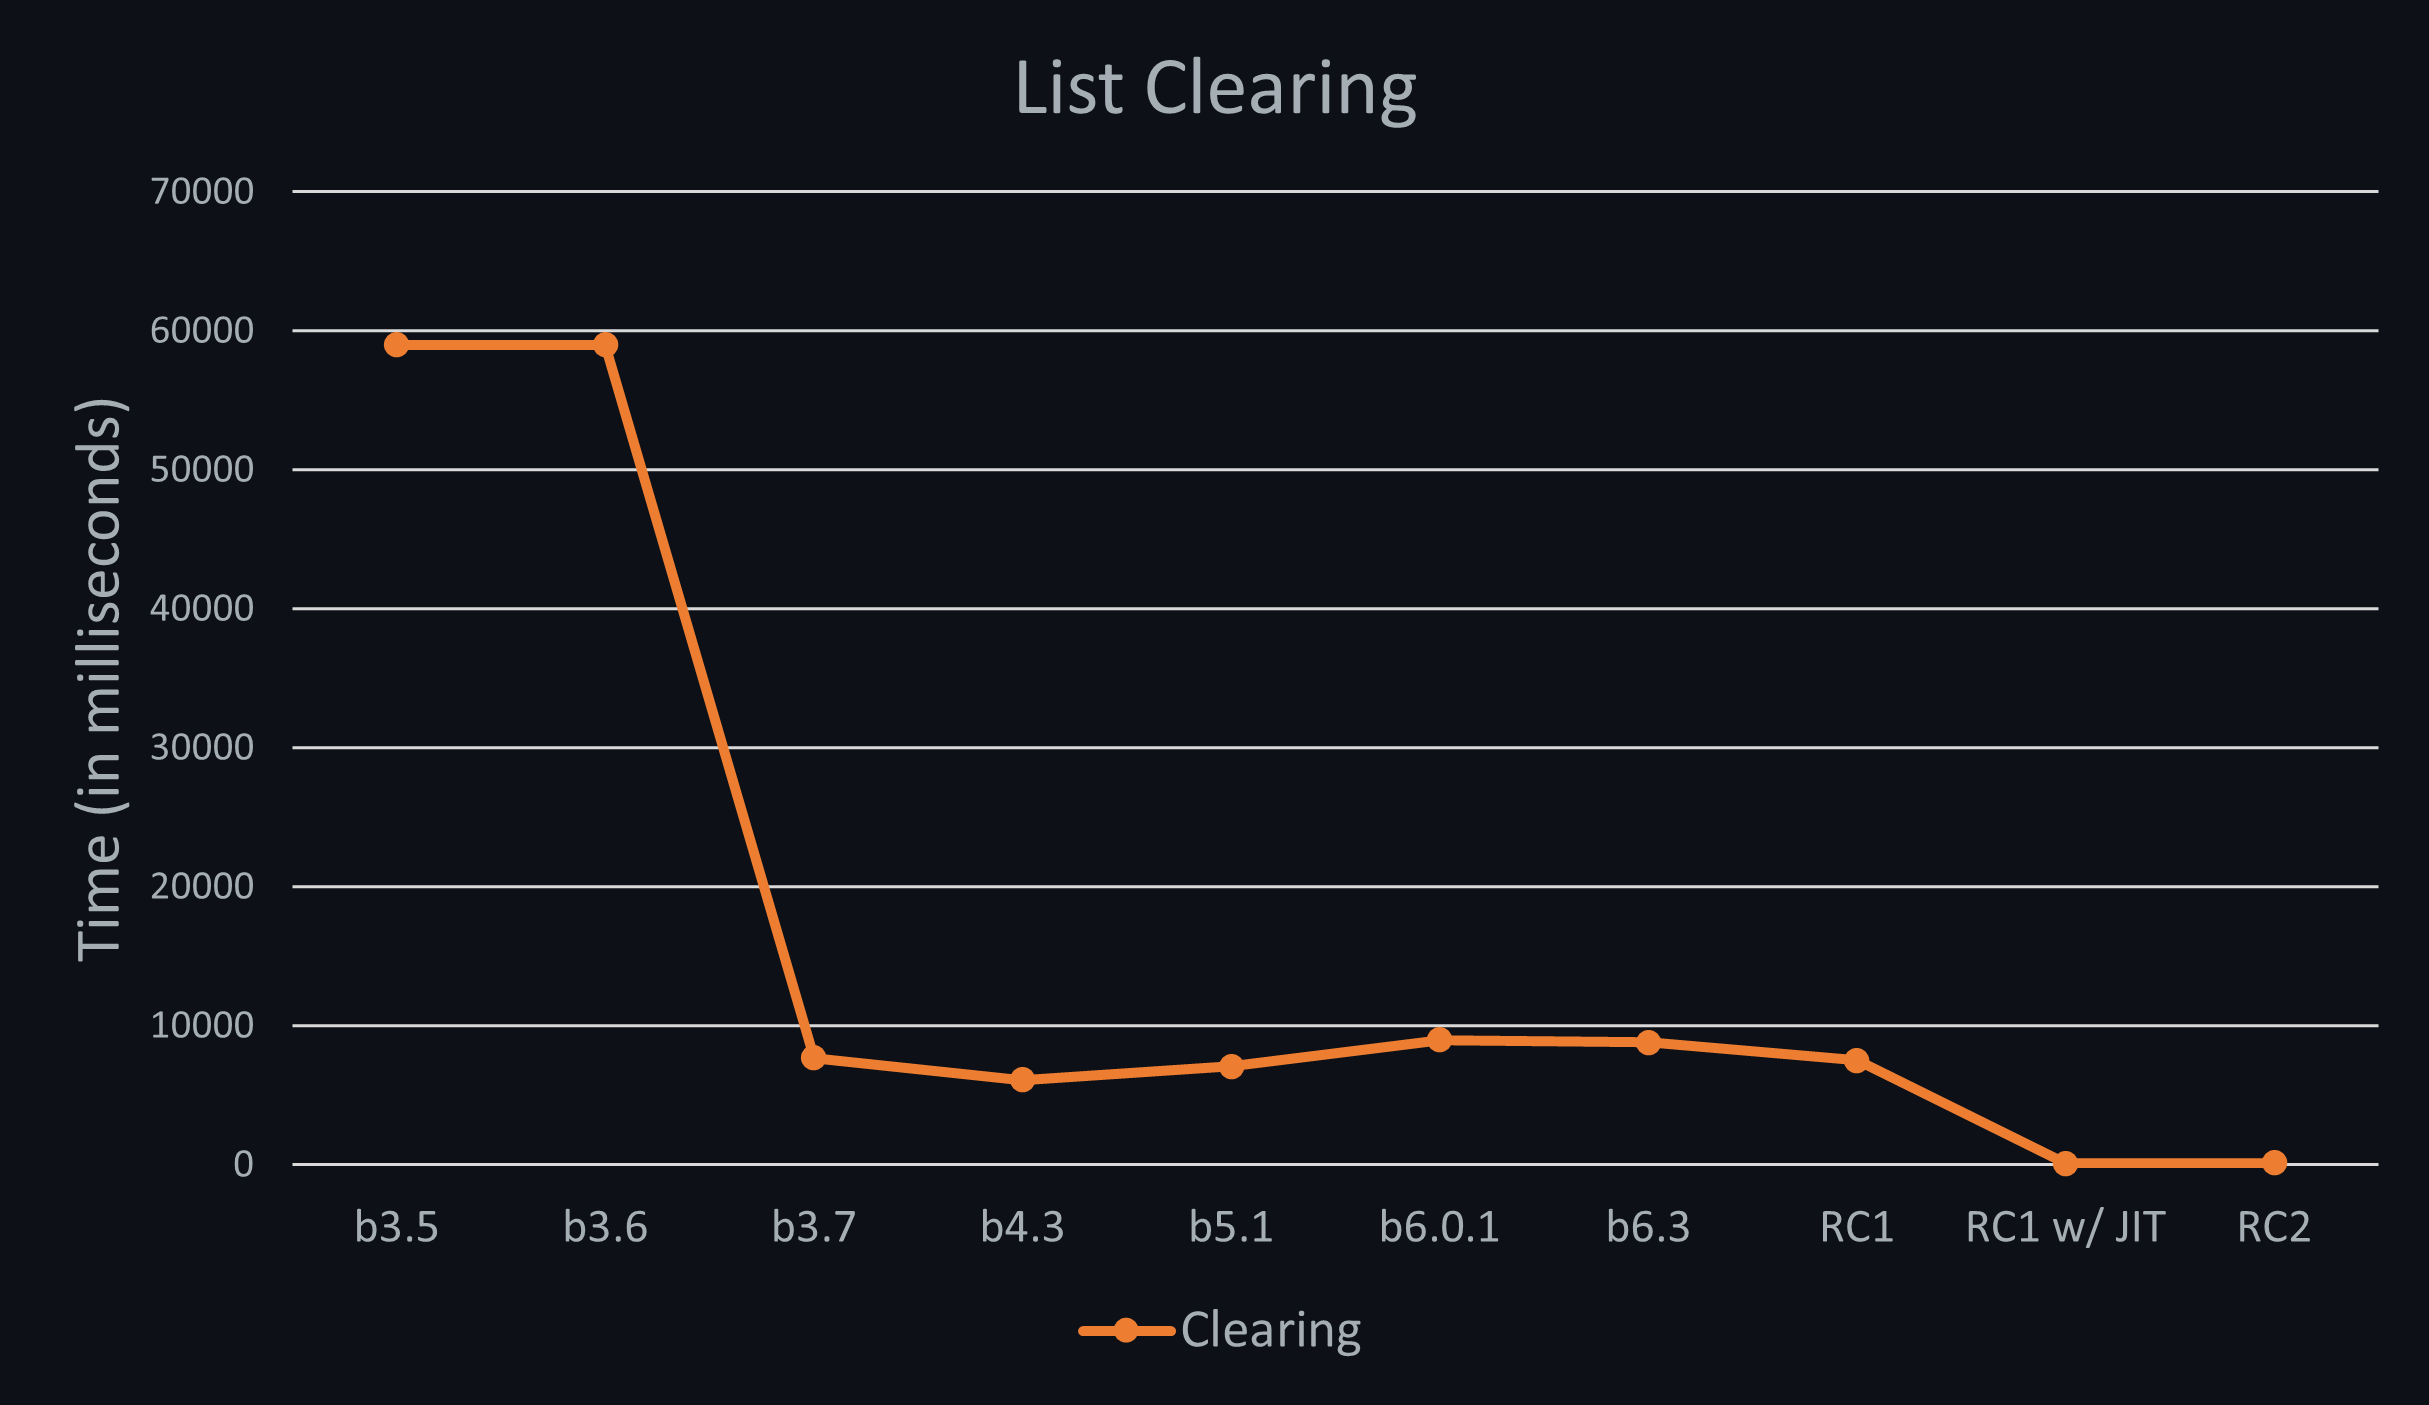 List Clearing
Time (in milliseconds)
70000
60000
50000
40000
30000
20000
10000
0
b3.5 b3.6 b3.7 b4.3 b5.1 b6.0.1 b6.3 RC1 RC1 w/ JIT RC2
Clearing